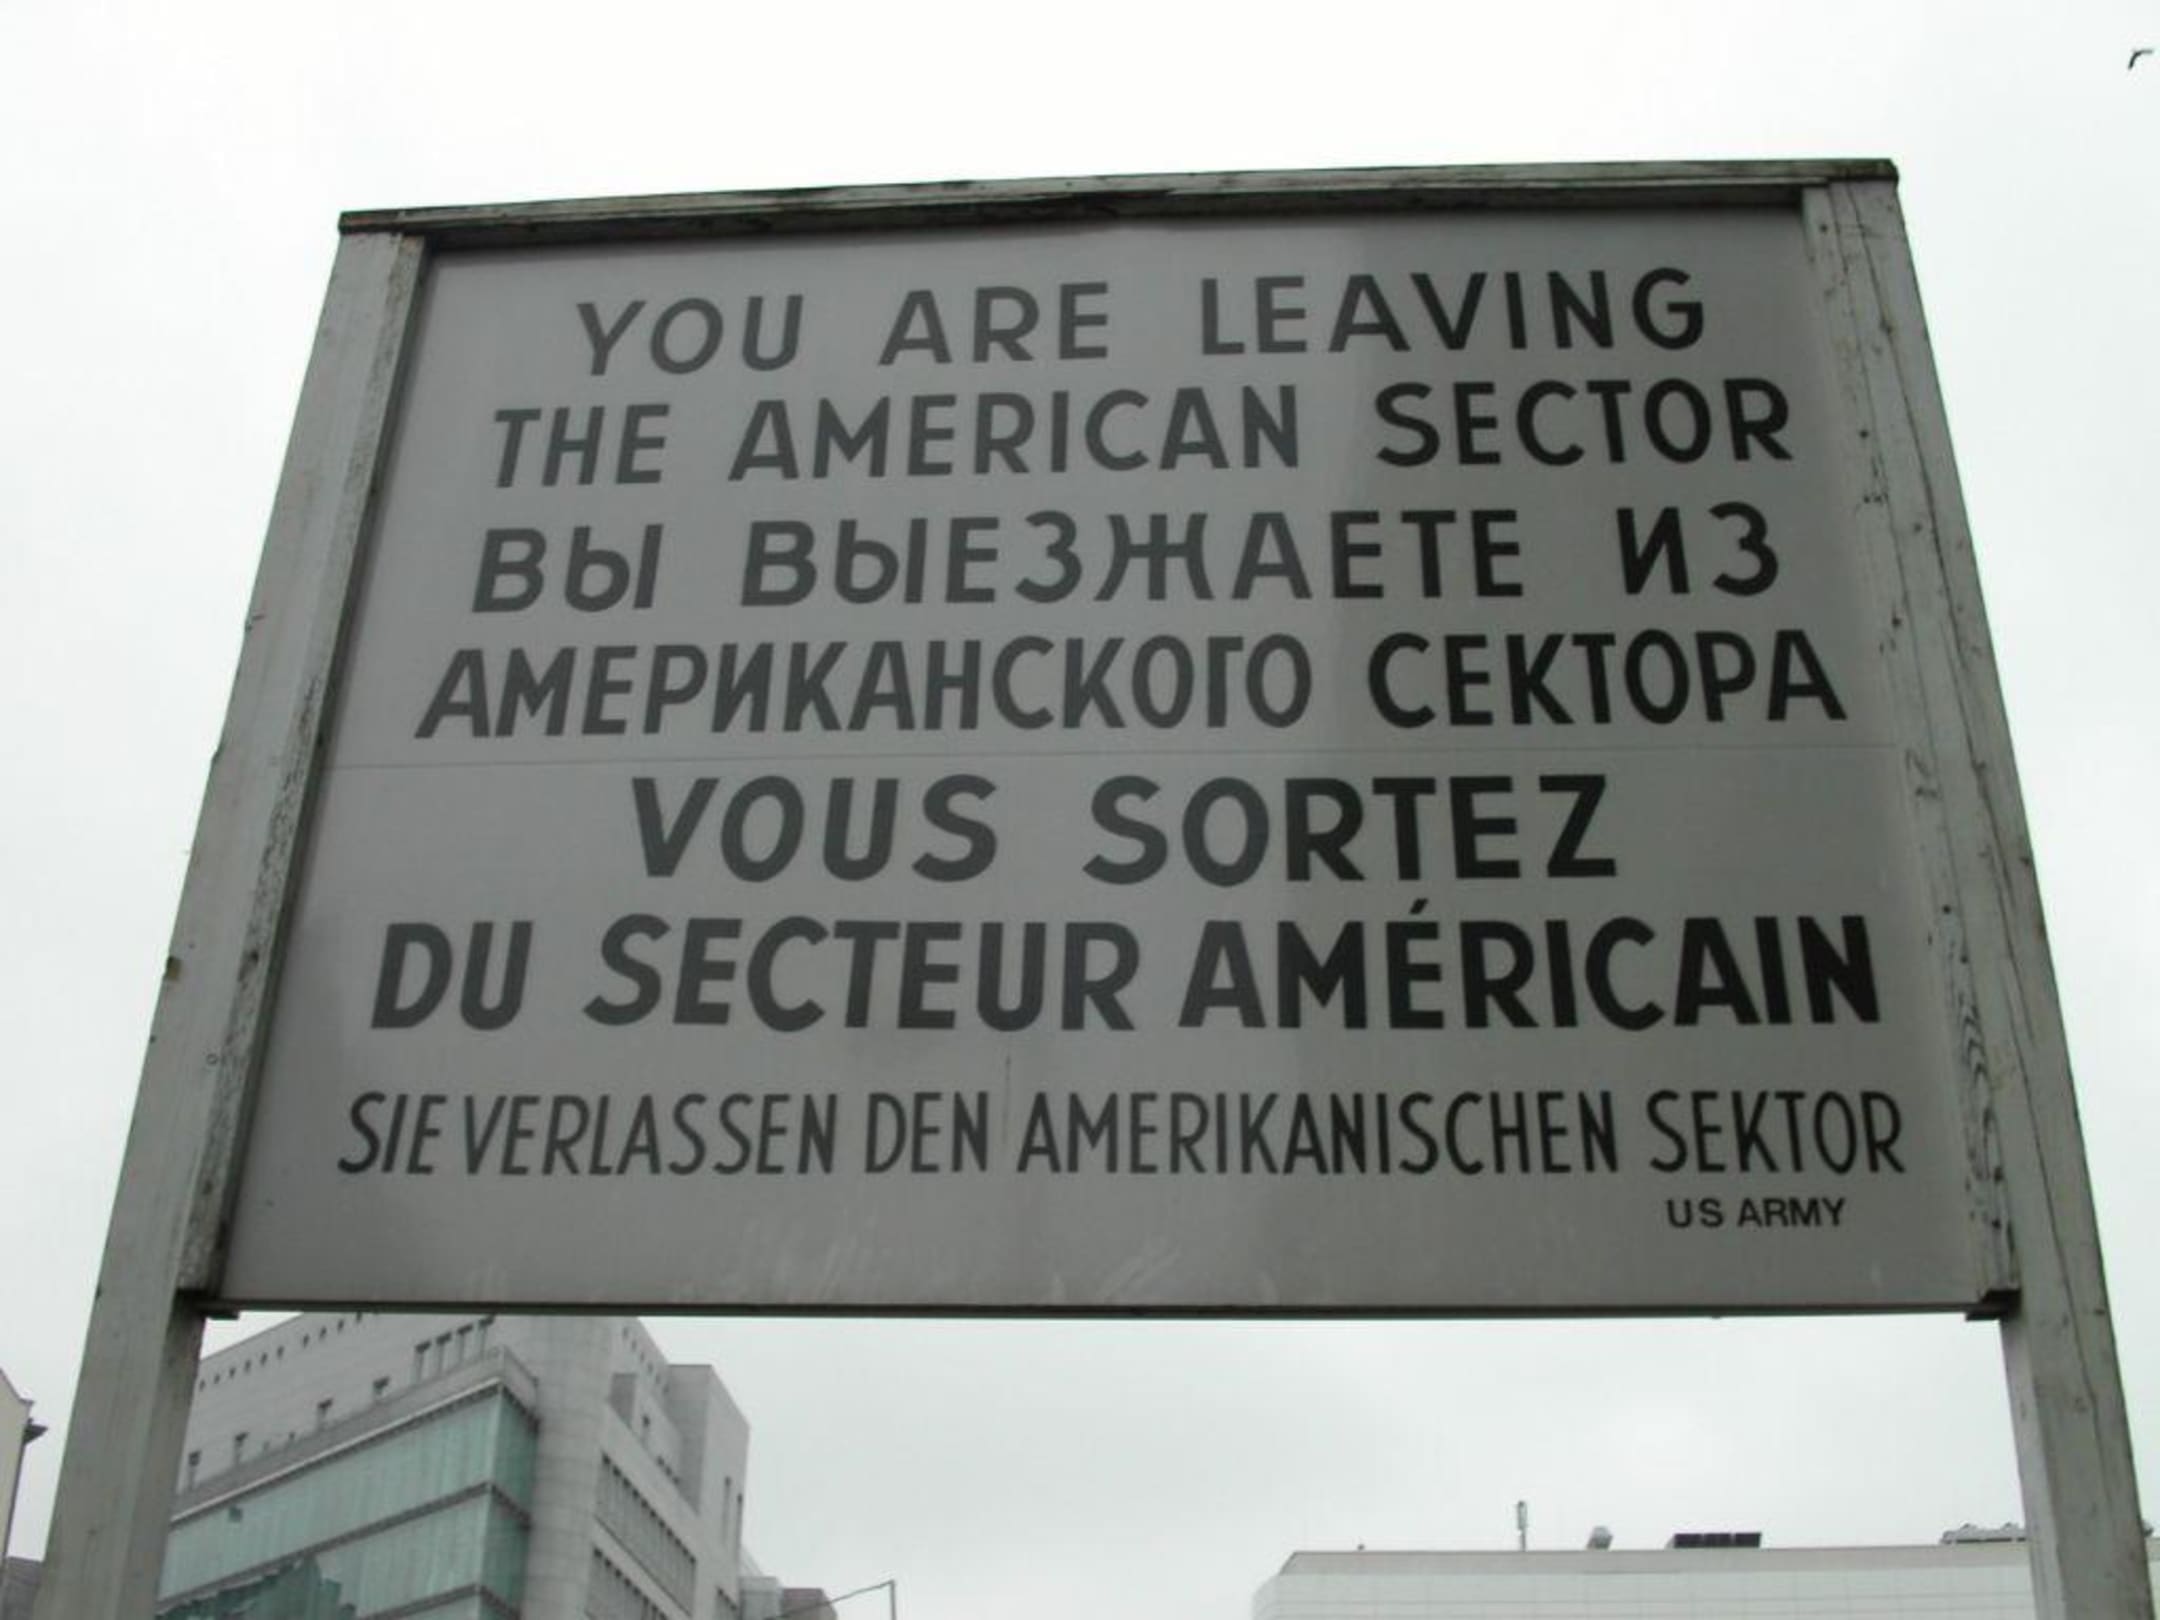 YOU ARE LEAVING
THE AMERICAN SECTOR
ВЫ ВЫЕЗЖАЕТЕ ИЗ
АМЕРИКАНСКОГО СЕКТОРА
VOUS SORTEZ
DU SECTEUR AMÉRICAIN
SIE VERLASSEN DEN AMERIKANISCHEN SEKTOR
US ARMY